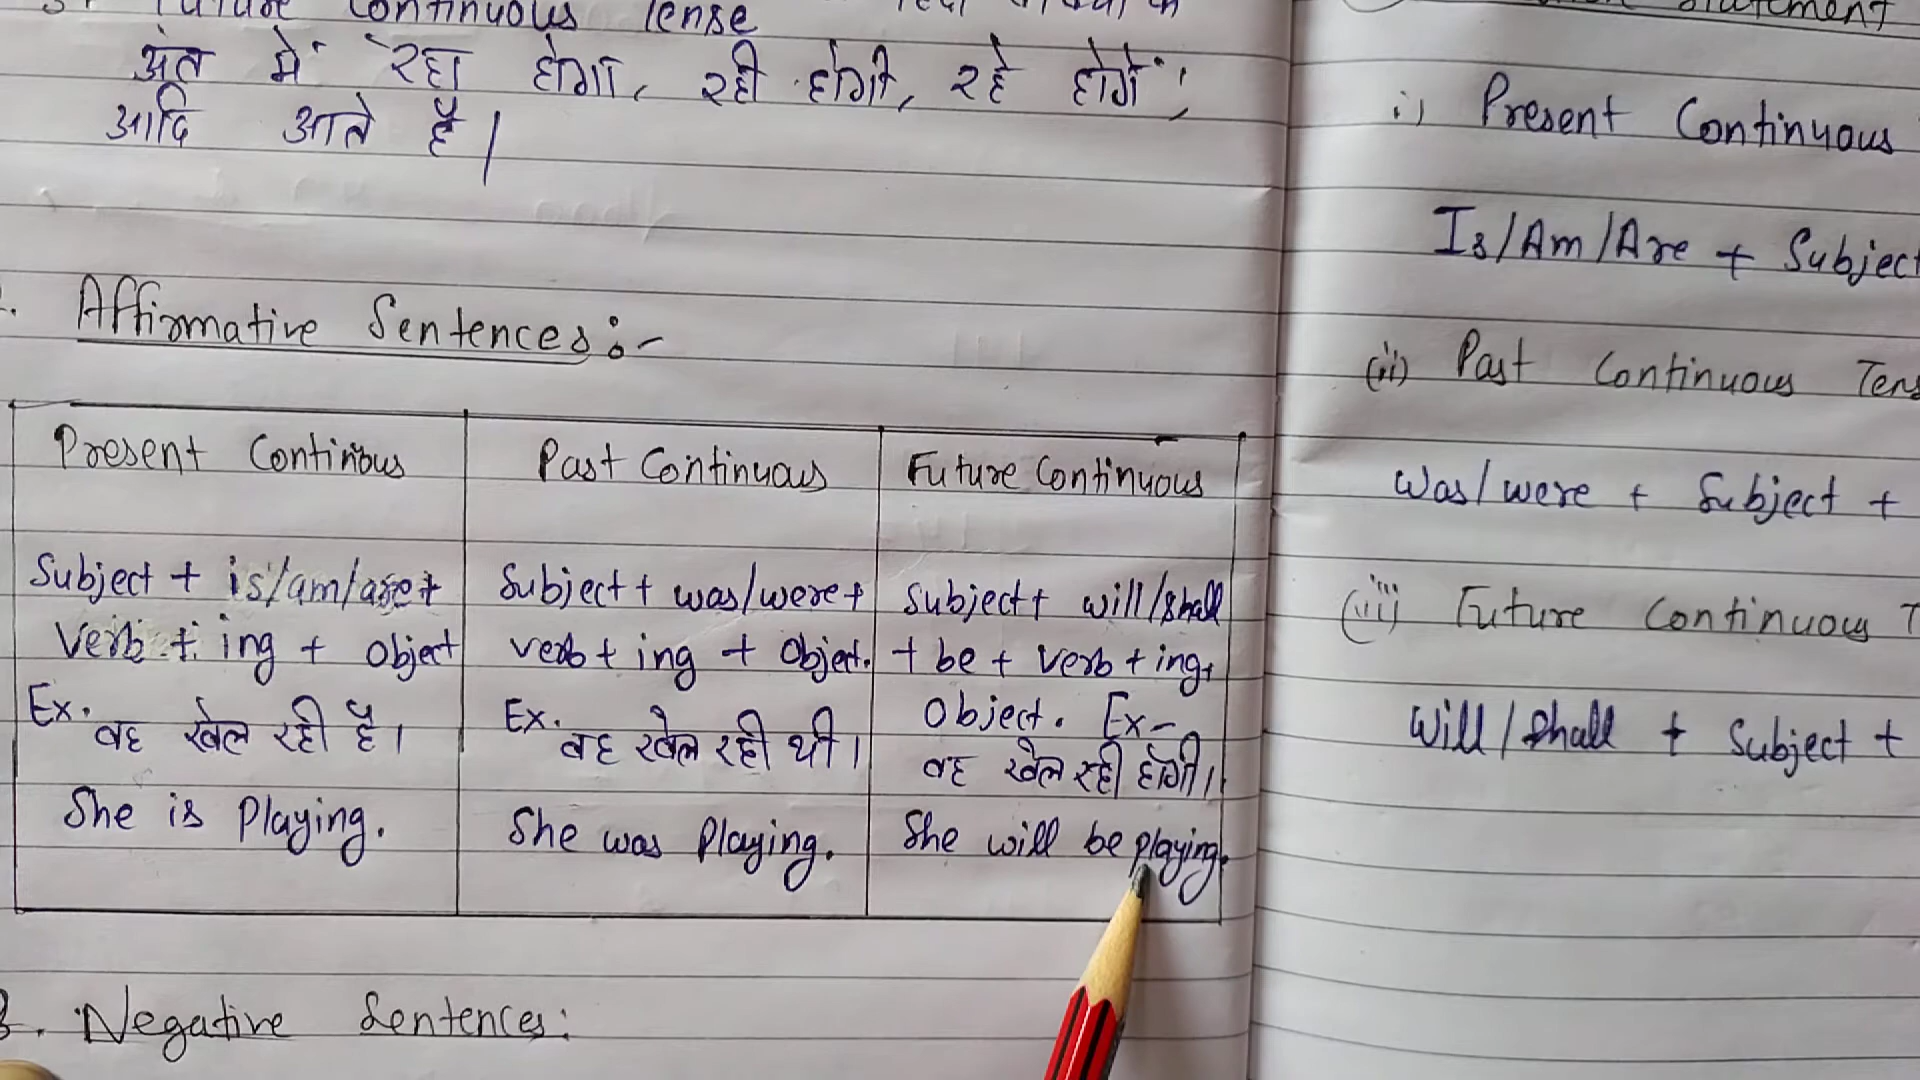 Future Continuous Tense
अंत में रहा होगा, रही होगी, रहे होगें,
आदि आते है।
Affirmative Sentences:-
Present Continuous
Subject + is/am/are +
Verb + ing + object
Ex. वह खेल रही है।
She is Playing.
Past Continuous
Subject + was/were +
verb + ing + Object.
Ex. वह खेल रही थी।
She was Playing.
Future Continuous
Subject + will/shall
+ be + verb + ing +
Object. Ex-
वह खेल रही होगी।
She will be playing.
3. Negative Sentences:
Statement
i) Present Continuous
Is/Am/Are + Subject
(ii) Past Continuous
Was/were + Subject +
(iii) Future Continuous
Will/Shall + Subject +